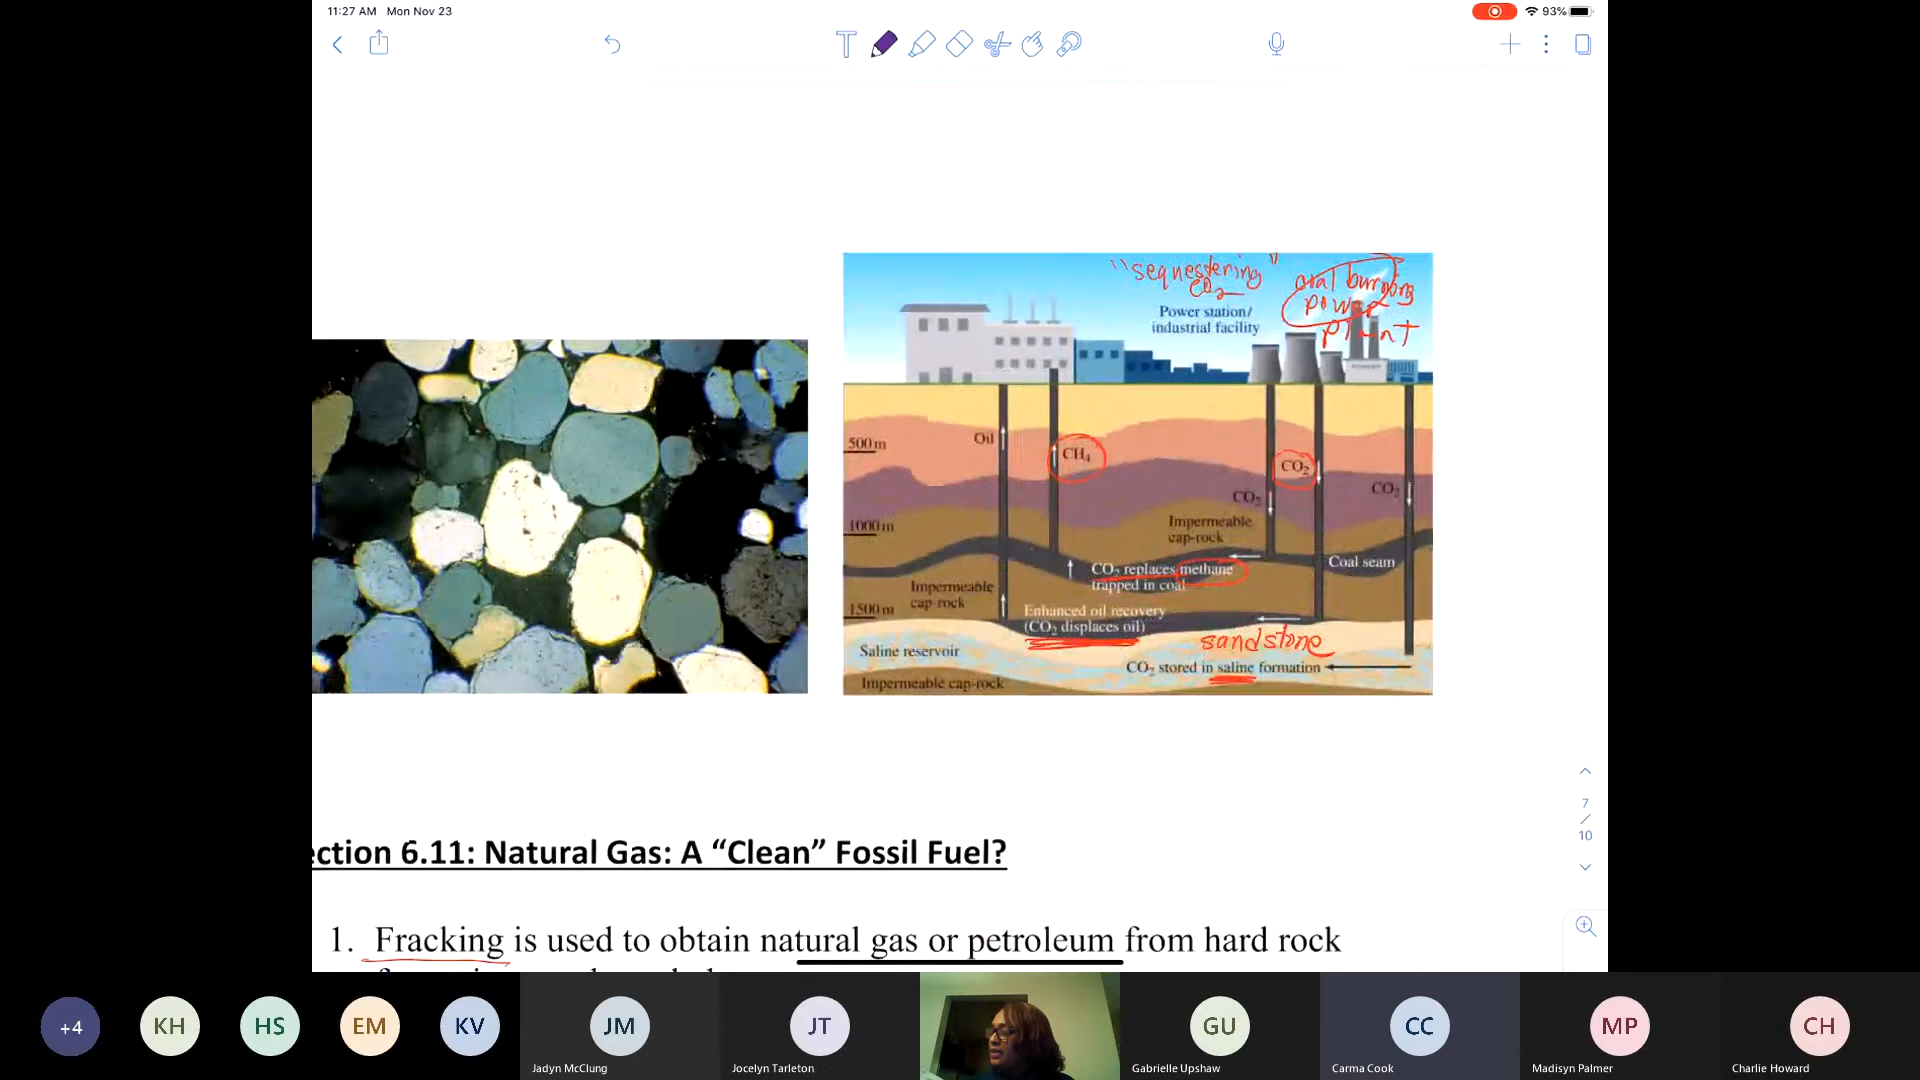 11:27 AM Mon Nov 23
93%
"sequestering"
CO₂
coal burning
power
plant
Power station/
industrial facility
500 m
Oil
CH₄
CO₂
CO₂
CO₂
1000 m
Impermeable
cap-rock
Coal seam
CO₂ replaces methane
trapped in coal
Impermeable
cap-rock
1500 m
Enhanced oil recovery
(CO₂ displaces oil)
sandstone
Saline reservoir
CO₂ stored in saline formation
Impermeable cap-rock
7
/
10
ection 6.11: Natural Gas: A “Clean” Fossil Fuel?
1. Fracking is used to obtain natural gas or petroleum from hard rock
+4
KH
HS
EM
KV
JM
JT
GU
CC
MP
CH
Jadyn McClung
Jocelyn Tarleton
Gabrielle Upshaw
Carma Cook
Madisyn Palmer
Charlie Howard